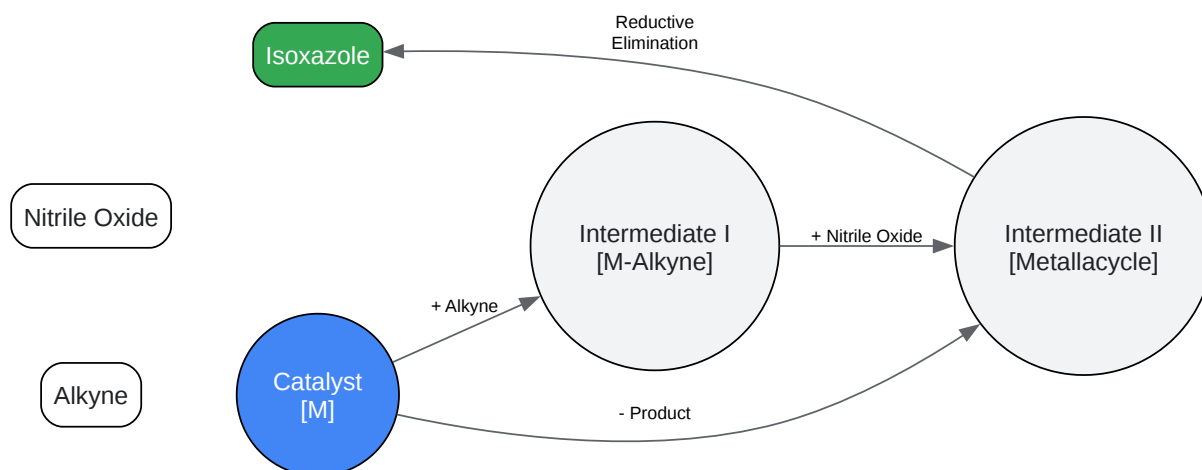 Reductive
Elimination
Isoxazole
Nitrile Oxide
Intermediate I
[M-Alkyne]
+ Nitrile Oxide
Intermediate II
[Metallacycle]
+ Alkyne
Alkyne
Catalyst
[M]
- Product